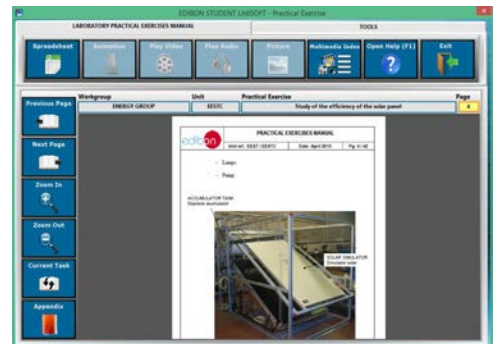 EDIBON STUDENT LABSOFT - Practical Exercise
LABORATORY PRACTICAL EXERCISES MANUAL
TOOLS
Spreadsheet
Animation
Play Video
Play Audio
Picture
Multimedia Index
Open Help (F1)
Exit
Workgroup
Unit
Practical Exercise
Page
ENERGY GROUP
EESTC
Study of the efficiency of the solar panel
4
Previous Page
Next Page
Zoom In
Zoom Out
Current Task
Appendix
edibon
PRACTICAL EXERCISES MANUAL
Date: April 2015
- Lamps
- Pump
ACCUMULATOR TANK
SOLAR SIMULATOR
Simulador solar